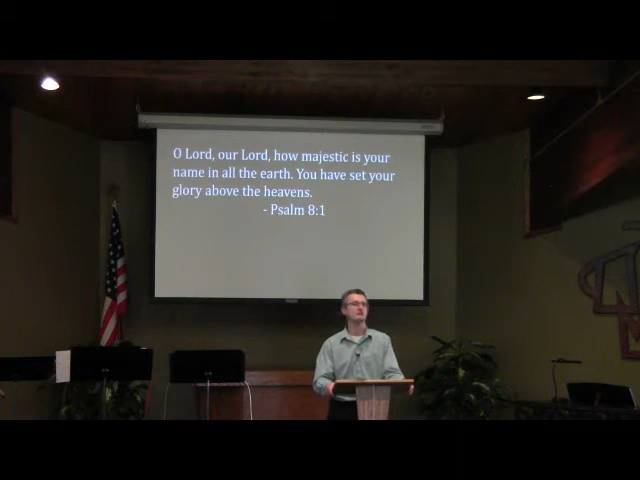 O Lord, our Lord, how majestic is your
name in all the earth. You have set your
glory above the heavens.
- Psalm 8:1